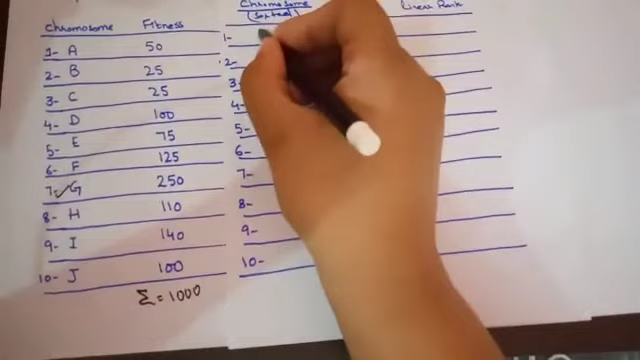 Chromosome Fitness
1- A 50
2- B 25
3- C 25
4- D 100
5- E 75
6- F 125
7- G 250
8- H 110
9- I 140
10- J 100
Σ = 1000
Chromosome
(Sorted)
Linear Rank
1-
2-
3-
4-
5-
6-
7-
8-
9-
10-